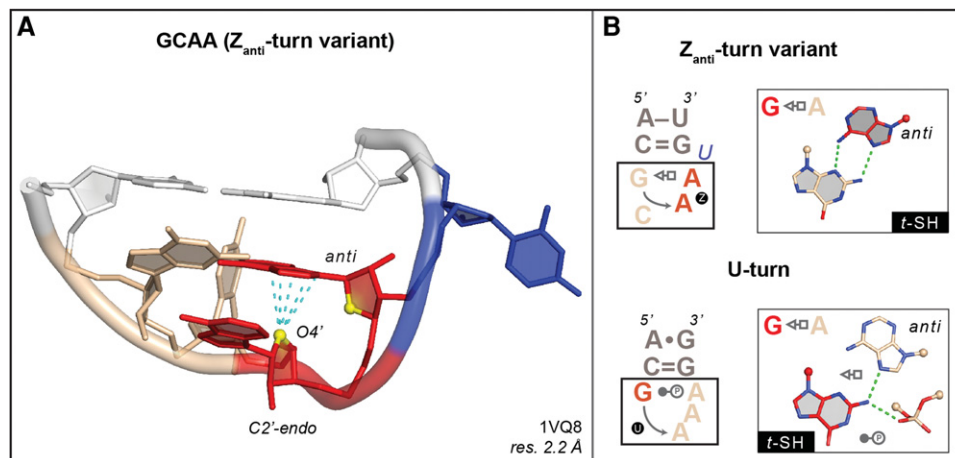 A
GCAA (Zanti-turn variant)
anti
O4’
C2’-endo
1VQ8
res. 2.2 Å
B
Zanti-turn variant
5’ 3’
A–U
C=G U
G A
C A Z
G A
anti
t-SH
U-turn
5’ 3’
A•G
C=G
G P A
A
U A
G A
anti
P
t-SH